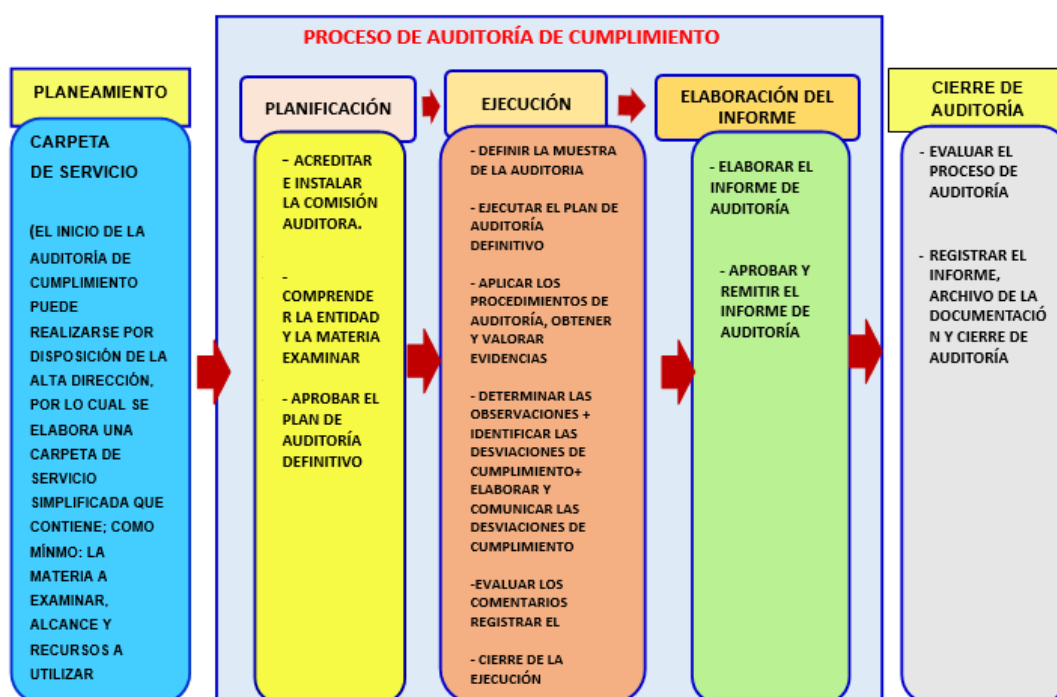 PROCESO DE AUDITORÍA DE CUMPLIMIENTO
PLANEAMIENTO
CARPETA
DE SERVICIO
(EL INICIO DE LA
AUDITORÍA DE
CUMPLIMIENTO
PUEDE
REALIZARSE POR
DISPOSICIÓN DE LA
ALTA DIRECCIÓN,
POR LO CUAL SE
ELABORA UNA
CARPETA DE
SERVICIO
SIMPLIFICADA QUE
CONTIENE; COMO
MÍNMO: LA
MATERIA A
EXAMINAR,
ALCANCE Y
RECURSOS A
UTILIZAR
PLANIFICACIÓN
- ACREDITAR
E INSTALAR
LA COMISIÓN
AUDITORA.
-
COMPRENDE
R LA ENTIDAD
Y LA MATERIA
EXAMINAR
- APROBAR EL
PLAN DE
AUDITORÍA
DEFINITIVO
EJECUCIÓN
- DEFINIR LA MUESTRA
DE LA AUDITORIA
- EJECUTAR EL PLAN DE
AUDITORÍA
DEFINITIVO
- APLICAR LOS
PROCEDIMIENTOS DE
AUDITORÍA, OBTENER
Y VALORAR
EVIDENCIAS
- DETERMINAR LAS
OBSERVACIONES +
IDENTIFICAR LAS
DESVIACIONES DE
CUMPLIMIENTO+
ELABORAR Y
COMUNICAR LAS
DESVIACIONES DE
CUMPLIMIENTO
-EVALUAR LOS
COMENTARIOS
REGISTRAR EL
- CIERRE DE LA
EJECUCIÓN
ELABORACIÓN DEL
INFORME
- ELABORAR EL
INFORME DE
AUDITORÍA
- APROBAR Y
REMITIR EL
INFORME DE
AUDITORÍA
CIERRE DE
AUDITORÍA
- EVALUAR EL
PROCESO DE
AUDITORÍA
- REGISTRAR EL
INFORME,
ARCHIVO DE LA
DOCUMENTACIÓ
N Y CIERRE DE
AUDITORÍA